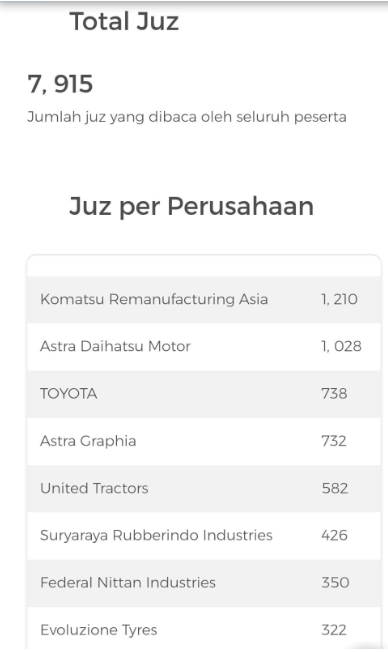 Total Juz
7, 915
Jumlah juz yang dibaca oleh seluruh peserta
Juz per Perusahaan
Komatsu Remanufacturing Asia 1, 210
Astra Daihatsu Motor 1, 028
TOYOTA 738
Astra Graphia 732
United Tractors 582
Suryaraya Rubberindo Industries 426
Federal Nittan Industries 350
Evoluzione Tyres 322